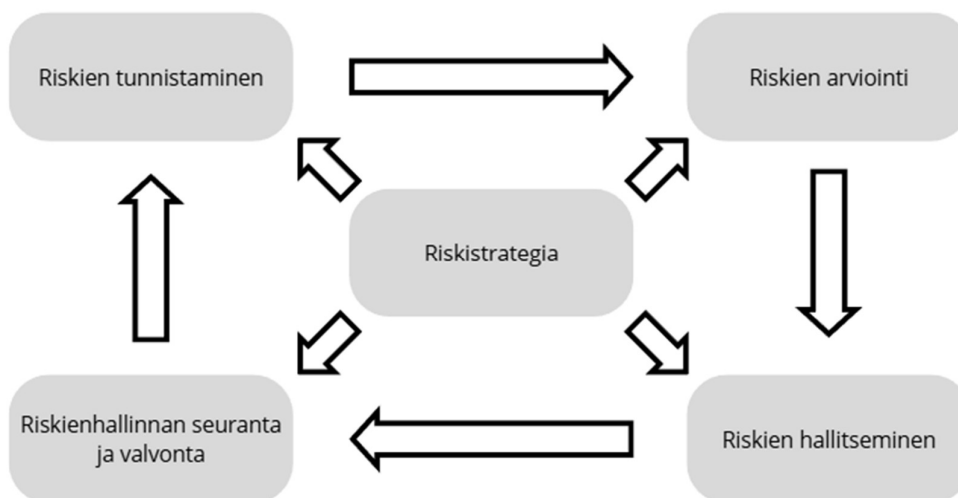 Riskien tunnistaminen
Riskien arviointi
Riskistrategia
Riskienhallinnan seuranta
ja valvonta
Riskien hallitseminen